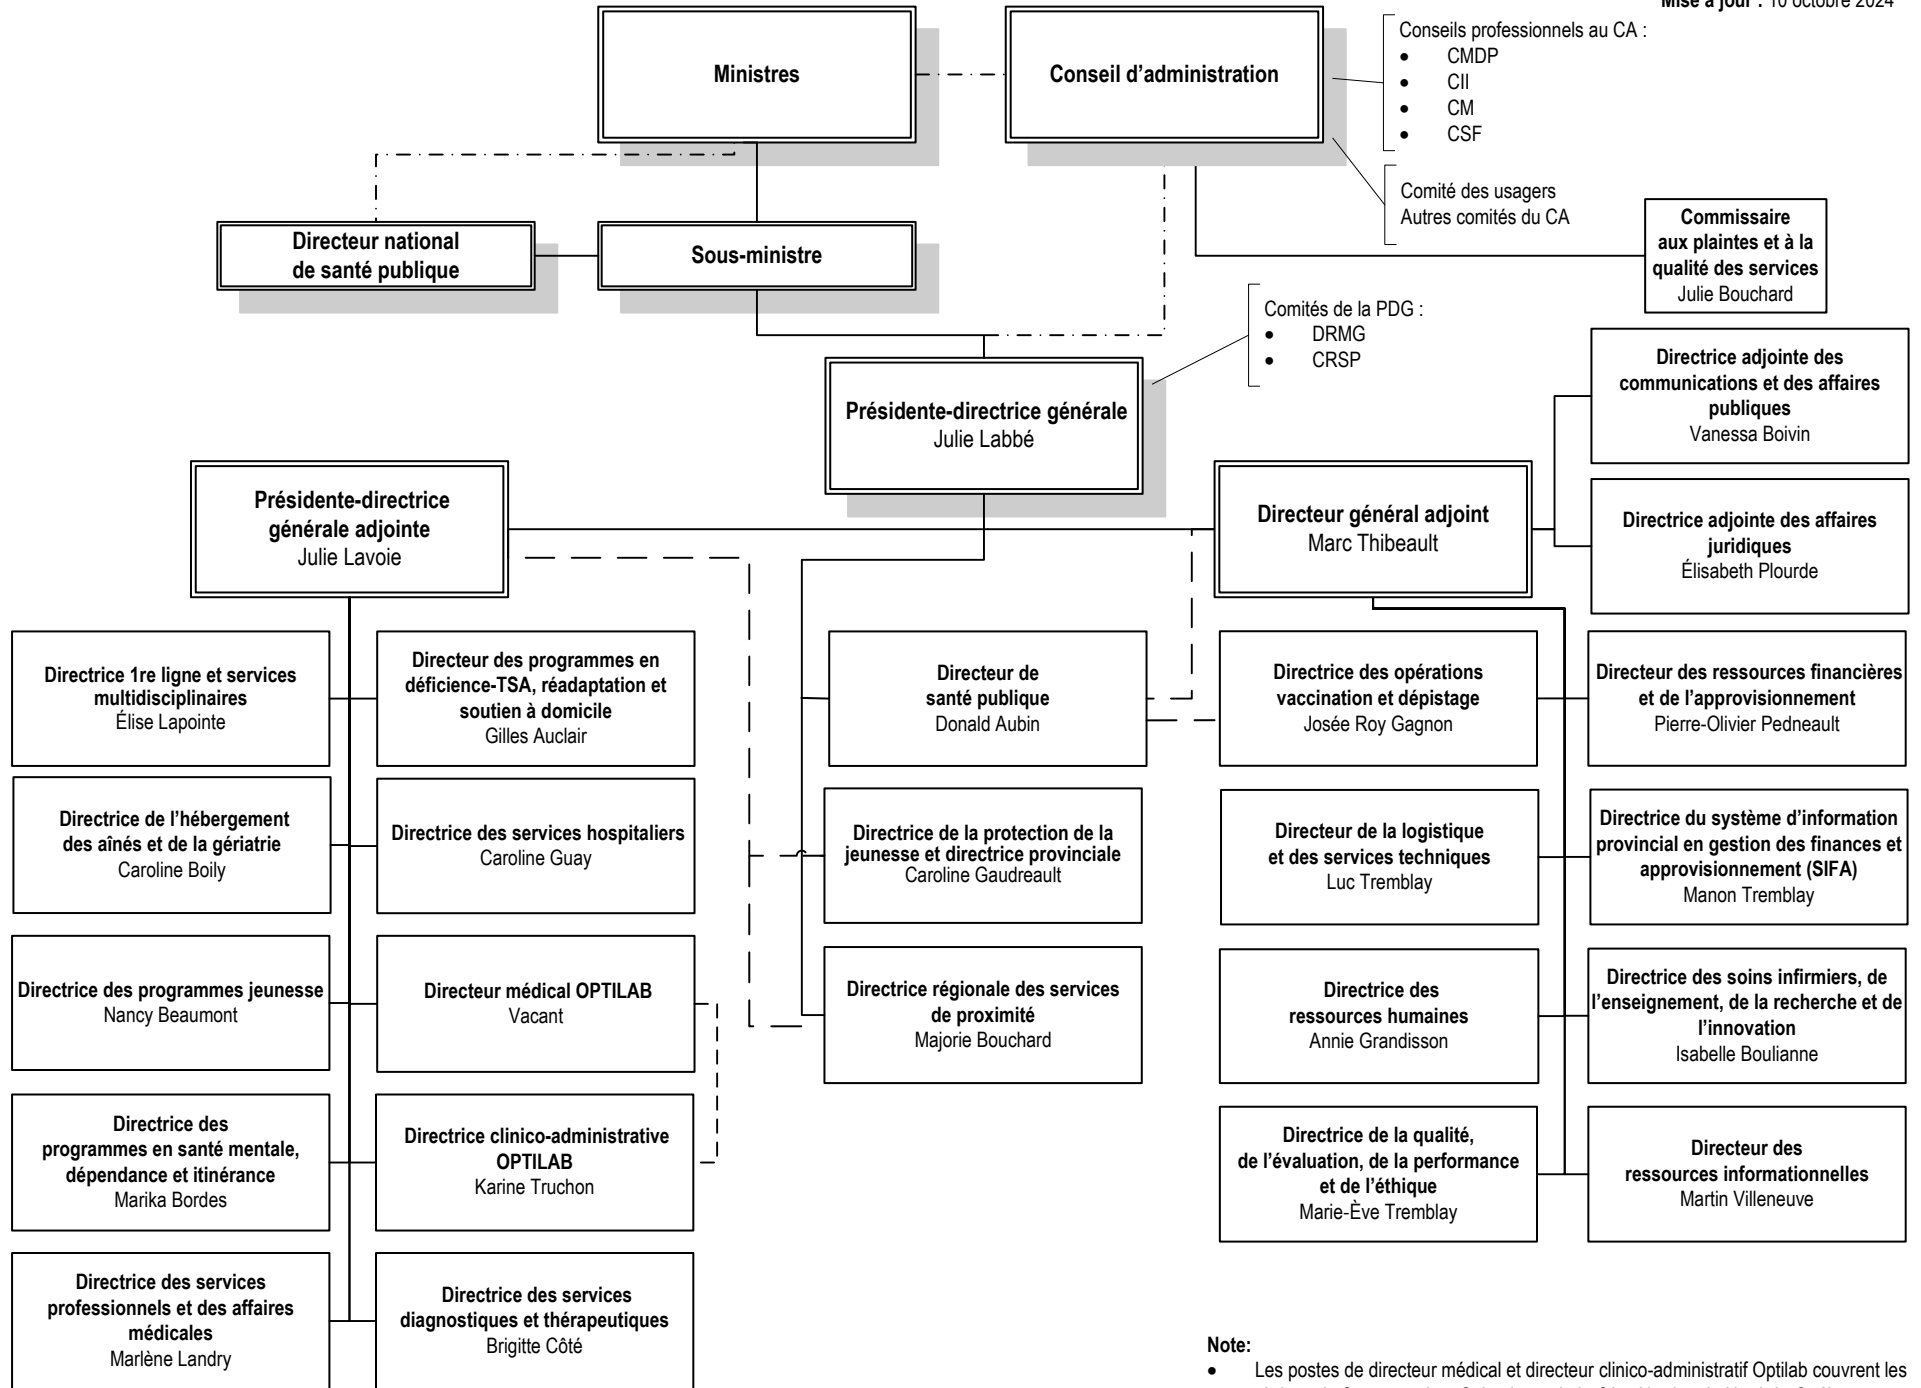 Mise à jour : 10 octobre 2024
Ministres
Conseil d'administration
Conseils professionnels au CA :
• CMDP
• CII
• CM
• CSF
Comité des usagers
Autres comités du CA
Directeur national
de santé publique
Sous-ministre
Commissaire
aux plaintes et à la
qualité des services
Julie Bouchard
Comités de la PDG :
• DRMG
• CRSP
Présidente-directrice générale
Julie Labbé
Directrice adjointe des
communications et des affaires
publiques
Vanessa Boivin
Présidente-directrice
générale adjointe
Julie Lavoie
Directeur général adjoint
Marc Thibeault
Directrice adjointe des affaires
juridiques
Élisabeth Plourde
Directrice 1re ligne et services
multidisciplinaires
Élise Lapointe
Directeur des programmes en
déficience-TSA, réadaptation et
soutien à domicile
Gilles Auclair
Directeur de
santé publique
Donald Aubin
Directrice des opérations
vaccination et dépistage
Josée Roy Gagnon
Directeur des ressources financières
et de l'approvisionnement
Pierre-Olivier Pedneault
Directrice de l'hébergement
des aînés et de la gériatrie
Caroline Boily
Directrice des services hospitaliers
Caroline Guay
Directrice de la protection de la
jeunesse et directrice provinciale
Caroline Gaudreault
Directeur de la logistique
et des services techniques
Luc Tremblay
Directrice du système d'information
provincial en gestion des finances et
approvisionnement (SIFA)
Manon Tremblay
Directrice des programmes jeunesse
Nancy Beaumont
Directeur médical OPTILAB
Vacant
Directrice régionale des services
de proximité
Majorie Bouchard
Directrice des
ressources humaines
Annie Grandisson
Directrice des soins infirmiers, de
l'enseignement, de la recherche et de
l'innovation
Isabelle Boulianne
Directrice des
programmes en santé mentale,
dépendance et itinérance
Marika Bordes
Directrice clinico-administrative
OPTILAB
Karine Truchon
Directrice de la qualité,
de l'évaluation, de la performance
et de l'éthique
Marie-Ève Tremblay
Directeur des
ressources informationnelles
Martin Villeneuve
Directrice des services
professionnels et des affaires
médicales
Marlène Landry
Directrice des services
diagnostiques et thérapeutiques
Brigitte Côté
Note:
• Les postes de directeur médical et directeur clinico-administratif Optilab couvrent les